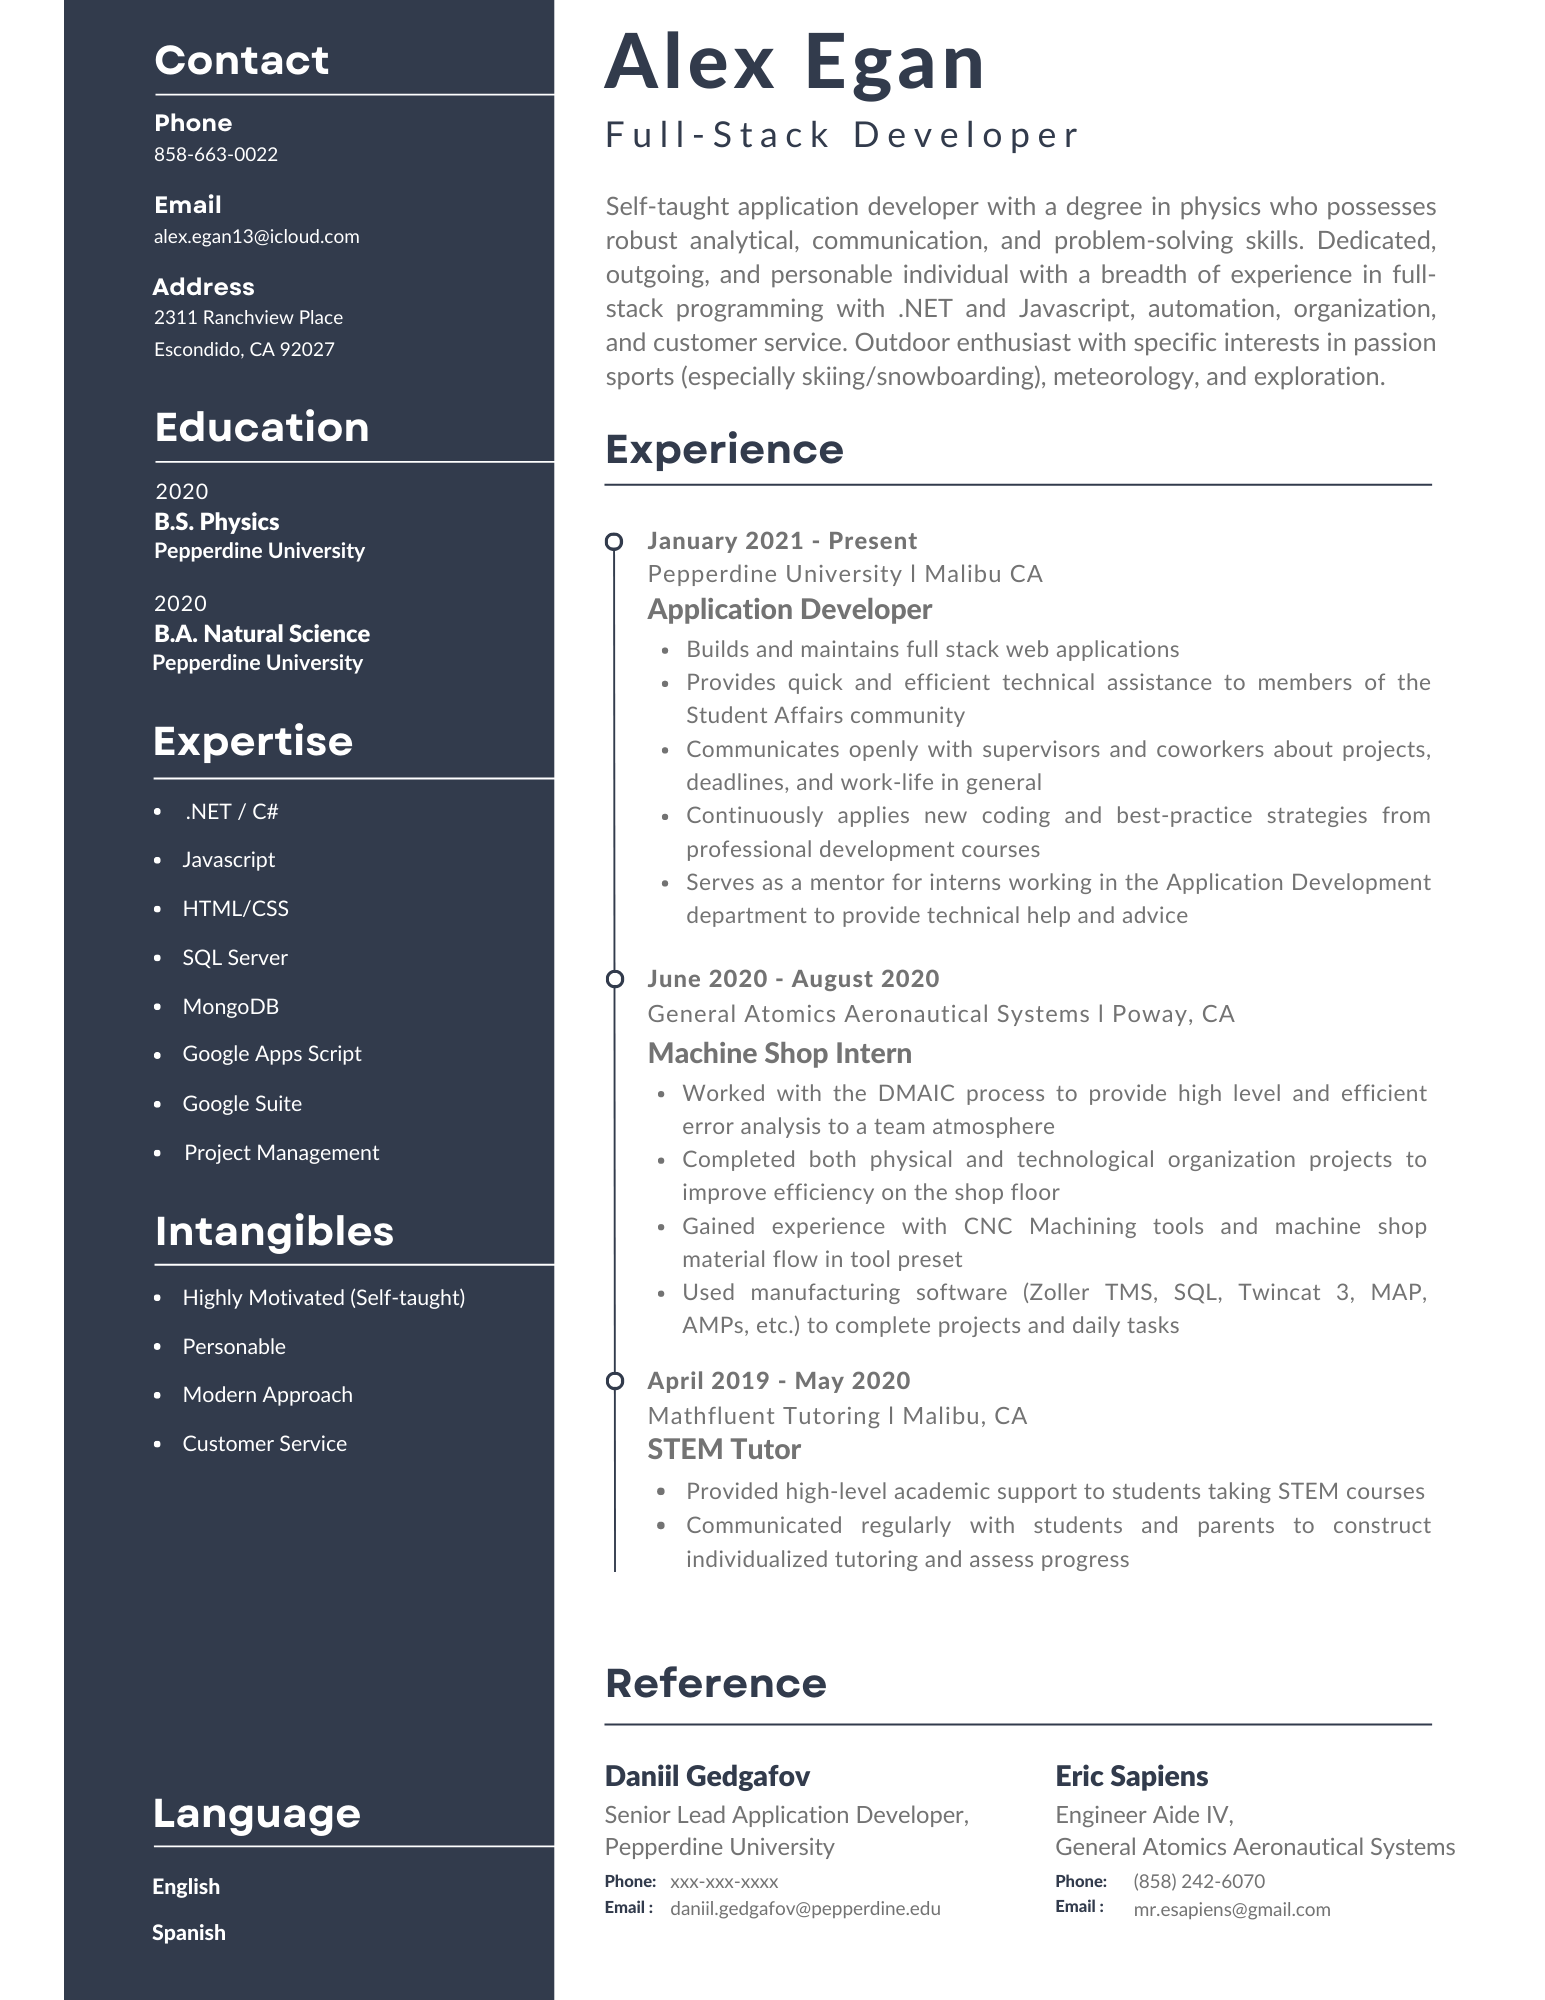 Contact
Phone
858-663-0022
Email
alex.egan13@icloud.com
Address
2311 Ranchview Place
Escondido, CA 92027
Education
2020
B.S. Physics
Pepperdine University
2020
B.A. Natural Science
Pepperdine University
Expertise
• .NET / C#
• Javascript
• HTML/CSS
• SQL Server
• MongoDB
• Google Apps Script
• Google Suite
• Project Management
Intangibles
• Highly Motivated (Self-taught)
• Personable
• Modern Approach
• Customer Service
Language
English
Spanish
Alex Egan
Full-Stack Developer
Self-taught application developer with a degree in physics who possesses
robust analytical, communication, and problem-solving skills. Dedicated,
outgoing, and personable individual with a breadth of experience in full-
stack programming with .NET and Javascript, automation, organization,
and customer service. Outdoor enthusiast with specific interests in passion
sports (especially skiing/snowboarding), meteorology, and exploration.
Experience
January 2021 - Present
Pepperdine University l Malibu CA
Application Developer
• Builds and maintains full stack web applications
• Provides quick and efficient technical assistance to members of the
Student Affairs community
• Communicates openly with supervisors and coworkers about projects,
deadlines, and work-life in general
• Continuously applies new coding and best-practice strategies from
professional development courses
• Serves as a mentor for interns working in the Application Development
department to provide technical help and advice
June 2020 - August 2020
General Atomics Aeronautical Systems l Poway, CA
Machine Shop Intern
• Worked with the DMAIC process to provide high level and efficient
error analysis to a team atmosphere
• Completed both physical and technological organization projects to
improve efficiency on the shop floor
• Gained experience with CNC Machining tools and machine shop
material flow in tool preset
• Used manufacturing software (Zoller TMS, SQL, Twincat 3, MAP,
AMPs, etc.) to complete projects and daily tasks
April 2019 - May 2020
Mathfluent Tutoring l Malibu, CA
STEM Tutor
• Provided high-level academic support to students taking STEM courses
• Communicated regularly with students and parents to construct
individualized tutoring and assess progress
Reference
Daniil Gedgafov
Senior Lead Application Developer,
Pepperdine University
Phone: xxx-xxx-xxxx
Email : daniil.gedgafov@pepperdine.edu
Eric Sapiens
Engineer Aide IV,
General Atomics Aeronautical Systems
Phone: (858) 242-6070
Email : mr.esapiens@gmail.com